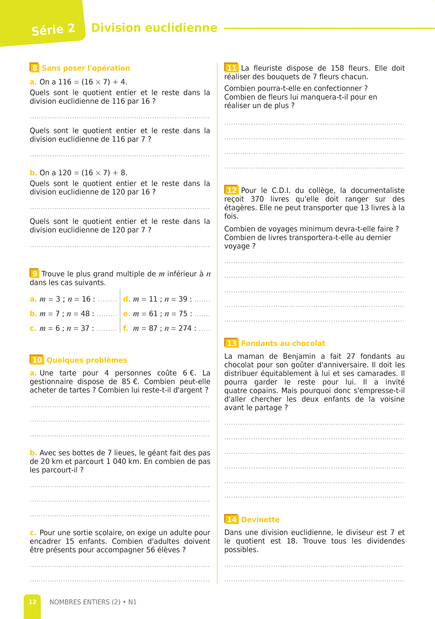 Série 2
Division euclidienne
8 Sans poser l'opération
a. On a 116 = (16 × 7) + 4.
Quels sont le quotient entier et le reste dans la
division euclidienne de 116 par 16 ?
Quels sont le quotient entier et le reste dans la
division euclidienne de 116 par 7 ?
b. On a 120 = (16 × 7) + 8.
Quels sont le quotient entier et le reste dans la
division euclidienne de 120 par 16 ?
Quels sont le quotient entier et le reste dans la
division euclidienne de 120 par 7 ?
9 Trouve le plus grand multiple de m inférieur à n
dans les cas suivants.
a. m = 3 ; n = 16 : ........ d. m = 11 ; n = 39 : .......
b. m = 7 ; n = 48 : ......... e. m = 61 ; n = 75 : .......
c. m = 6 ; n = 37 : ......... f. m = 87 ; n = 274 : .....
10 Quelques problèmes
a. Une tarte pour 4 personnes coûte 6 €. La
gestionnaire dispose de 85 €. Combien peut-elle
acheter de tartes ? Combien lui reste-t-il d'argent ?
b. Avec ses bottes de 7 lieues, le géant fait des pas
de 20 km et parcourt 1 040 km. En combien de pas
les parcourt-il ?
c. Pour une sortie scolaire, on exige un adulte pour
encadrer 15 enfants. Combien d'adultes doivent
être présents pour accompagner 56 élèves ?
11 La fleuriste dispose de 158 fleurs. Elle doit
réaliser des bouquets de 7 fleurs chacun.
Combien pourra-t-elle en confectionner ?
Combien de fleurs lui manquera-t-il pour en
réaliser un de plus ?
12 Pour le C.D.I. du collège, la documentaliste
reçoit 370 livres qu'elle doit ranger sur des
étagères. Elle ne peut transporter que 13 livres à la
fois.
Combien de voyages minimum devra-t-elle faire ?
Combien de livres transportera-t-elle au dernier
voyage ?
13 Fondants au chocolat
La maman de Benjamin a fait 27 fondants au
chocolat pour son goûter d'anniversaire. Il doit les
distribuer équitablement à lui et ses camarades. Il
pourra garder le reste pour lui. Il a invité
quatre copains. Mais pourquoi donc s'empresse-t-il
d'aller chercher les deux enfants de la voisine
avant le partage ?
14 Devinette
Dans une division euclidienne, le diviseur est 7 et
le quotient est 18. Trouve tous les dividendes
possibles.
12 NOMBRES ENTIERS (2) • N1